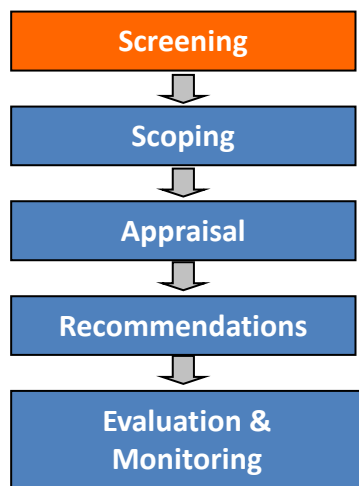 Screening
Scoping
Appraisal
Recommendations
Evaluation &
Monitoring